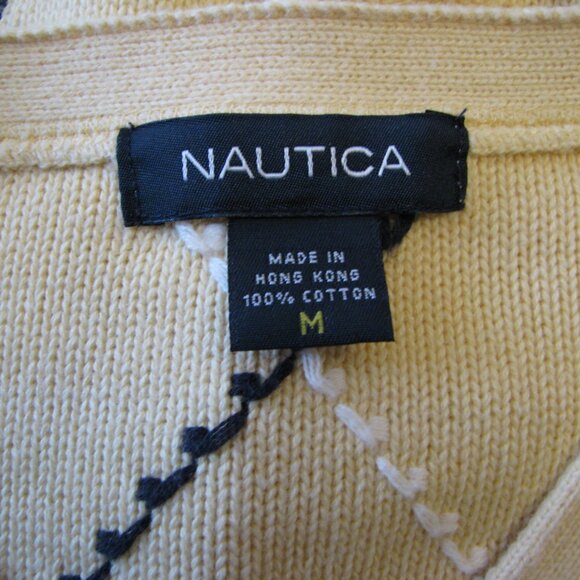 NAUTICA
MADE IN
HONG KONG
100% COTTON
M